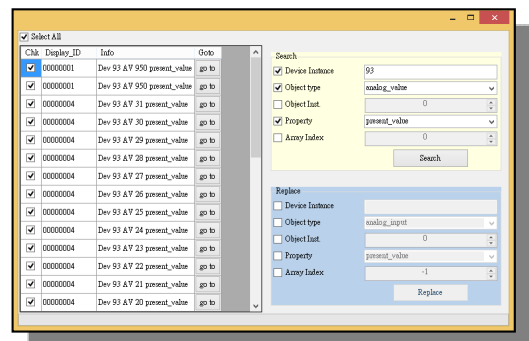 Select All
Chk Display_ID Info Goto
00000001 Dev 93 AV 950 present_value go to
00000001 Dev 93 AV 950 present_value go to
00000004 Dev 93 AV 31 present_value go to
00000004 Dev 93 AV 30 present_value go to
00000004 Dev 93 AV 29 present_value go to
00000004 Dev 93 AV 28 present_value go to
00000004 Dev 93 AV 27 present_value go to
00000004 Dev 93 AV 26 present_value go to
00000004 Dev 93 AV 25 present_value go to
00000004 Dev 93 AV 24 present_value go to
00000004 Dev 93 AV 23 present_value go to
00000004 Dev 93 AV 22 present_value go to
00000004 Dev 93 AV 21 present_value go to
00000004 Dev 93 AV 20 present_value go to
Search
Device Instance 93
Object type analog_value
Object Inst. 0
Property present_value
Array Index 0
Search
Replace
Device Instance
Object type analog_input
Object Inst. 0
Property present_value
Array Index -1
Replace